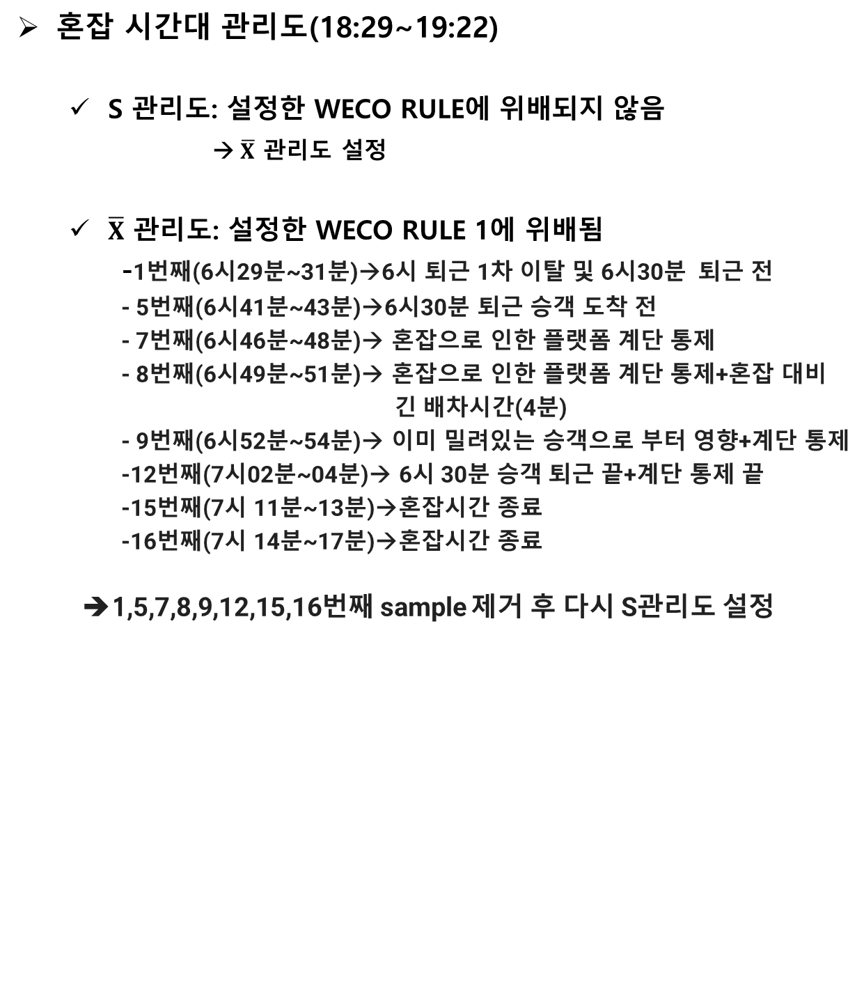 ➢ 혼잡 시간대 관리도(18:29~19:22)
✓ S 관리도: 설정한 WECO RULE에 위배되지 않음
→ X̅ 관리도 설정
✓ X̅ 관리도: 설정한 WECO RULE 1에 위배됨
-1번째(6시29분~31분)→6시 퇴근 1차 이탈 및 6시30분 퇴근 전
- 5번째(6시41분~43분)→6시30분 퇴근 승객 도착 전
- 7번째(6시46분~48분)→ 혼잡으로 인한 플랫폼 계단 통제
- 8번째(6시49분~51분)→ 혼잡으로 인한 플랫폼 계단 통제+혼잡 대비
긴 배차시간(4분)
- 9번째(6시52분~54분)→ 이미 밀려있는 승객으로 부터 영향+계단 통제
-12번째(7시02분~04분)→ 6시 30분 승객 퇴근 끝+계단 통제 끝
-15번째(7시 11분~13분)→혼잡시간 종료
-16번째(7시 14분~17분)→혼잡시간 종료
➔1,5,7,8,9,12,15,16번째 sample 제거 후 다시 S관리도 설정